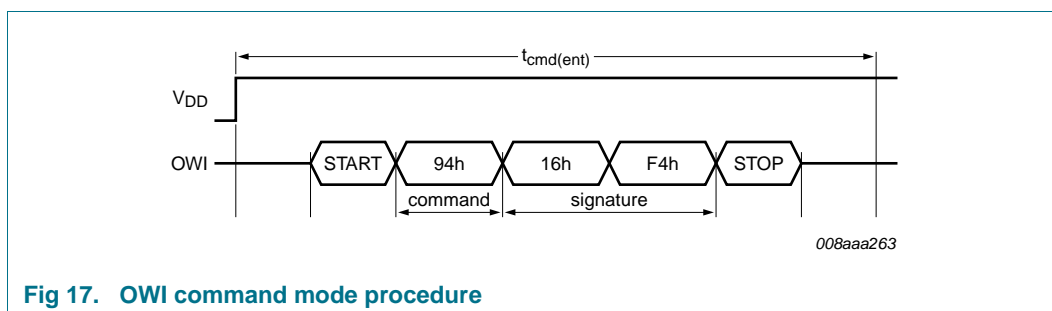 tcmd(ent)
VDD
OWI START 94h 16h F4h STOP
command signature
008aaa263
Fig 17. OWI command mode procedure